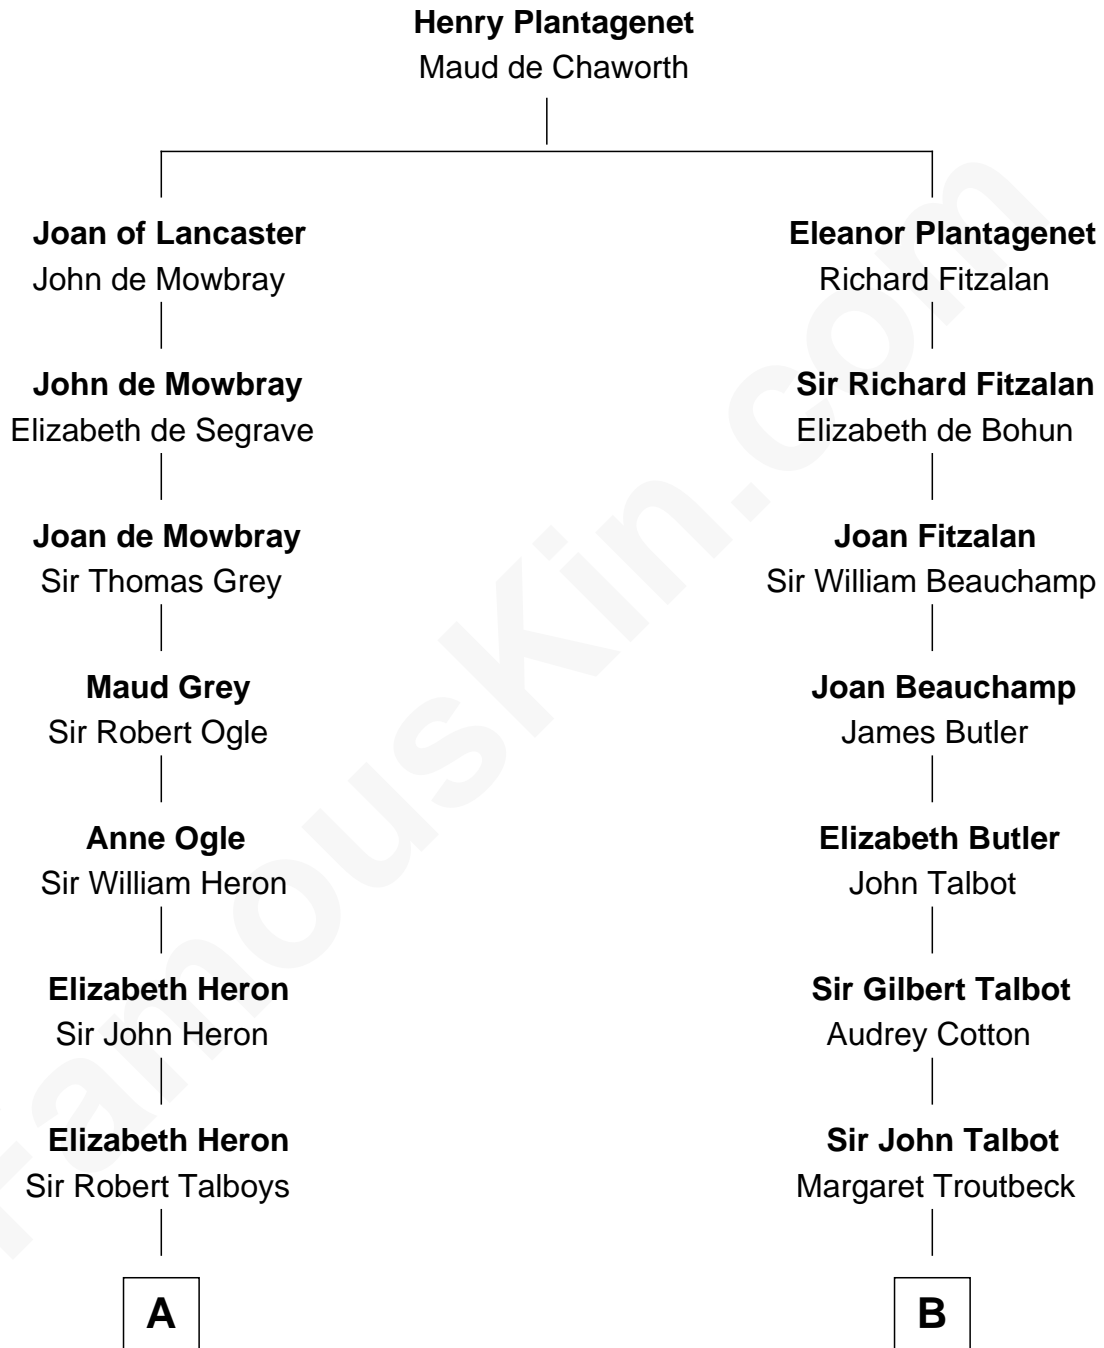 Henry Plantagenet
Maud de Chaworth
Joan of Lancaster
John de Mowbray
Eleanor Plantagenet
Richard Fitzalan
John de Mowbray
Elizabeth de Segrave
Sir Richard Fitzalan
Elizabeth de Bohun
Joan de Mowbray
Sir Thomas Grey
Joan Fitzalan
Sir William Beauchamp
Maud Grey
Sir Robert Ogle
Joan Beauchamp
James Butler
Anne Ogle
Sir William Heron
Elizabeth Butler
John Talbot
Elizabeth Heron
Sir John Heron
Sir Gilbert Talbot
Audrey Cotton
Elizabeth Heron
Sir Robert Talboys
Sir John Talbot
Margaret Troutbeck
A
B
FamousKin.com